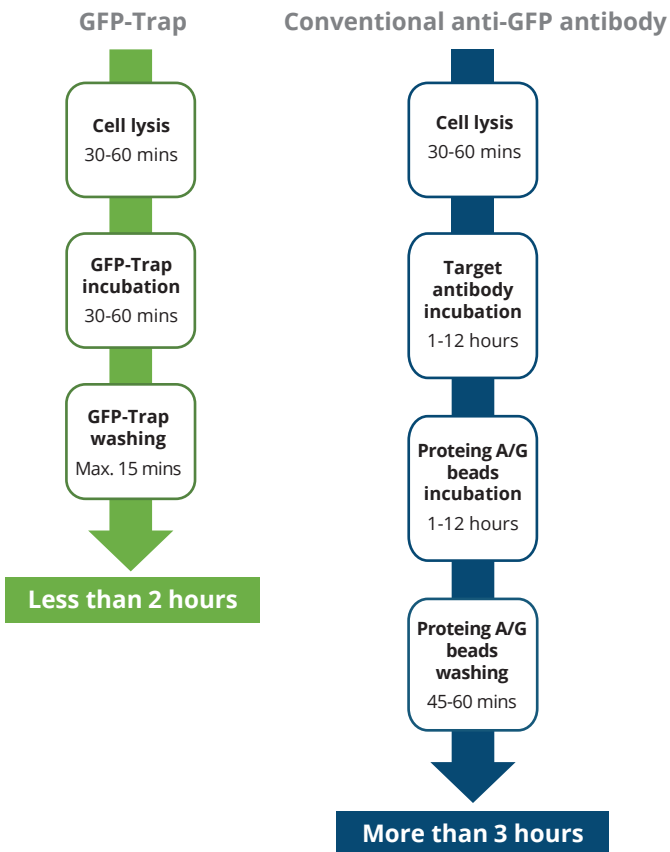 GFP-Trap
Cell lysis
30-60 mins
GFP-Trap
incubation
30-60 mins
GFP-Trap
washing
Max. 15 mins
Less than 2 hours
Conventional anti-GFP antibody
Cell lysis
30-60 mins
Target
antibody
incubation
1-12 hours
Proteing A/G
beads
incubation
1-12 hours
Proteing A/G
beads
washing
45-60 mins
More than 3 hours